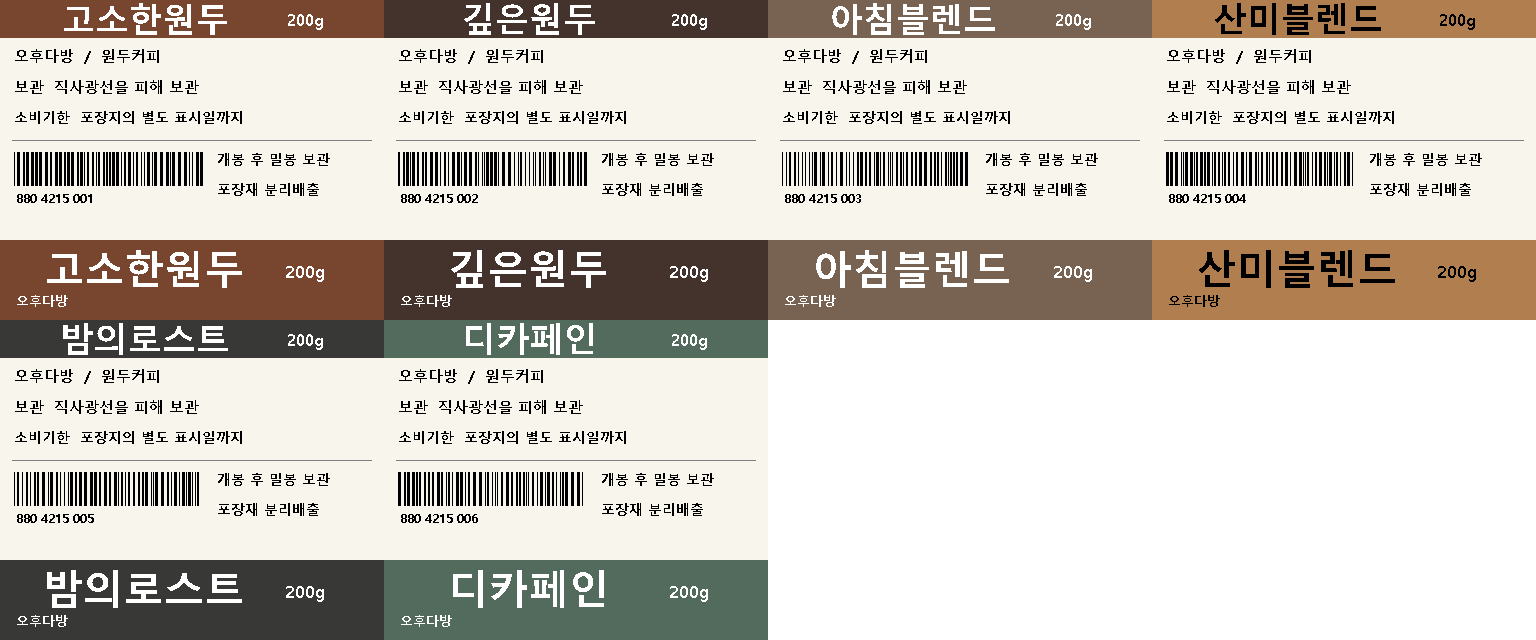 고소한원두 200g
오후다방 / 원두커피
보관 직사광선을 피해 보관
소비기한 포장지의 별도 표시일까지
개봉 후 밀봉 보관
포장재 분리배출
880 4215 001
고소한원두 200g
오후다방
깊은원두 200g
오후다방 / 원두커피
보관 직사광선을 피해 보관
소비기한 포장지의 별도 표시일까지
개봉 후 밀봉 보관
포장재 분리배출
880 4215 002
깊은원두 200g
오후다방
아침블렌드 200g
오후다방 / 원두커피
보관 직사광선을 피해 보관
소비기한 포장지의 별도 표시일까지
개봉 후 밀봉 보관
포장재 분리배출
880 4215 003
아침블렌드 200g
오후다방
산미블렌드 200g
오후다방 / 원두커피
보관 직사광선을 피해 보관
소비기한 포장지의 별도 표시일까지
개봉 후 밀봉 보관
포장재 분리배출
880 4215 004
산미블렌드 200g
오후다방
밤의로스트 200g
오후다방 / 원두커피
보관 직사광선을 피해 보관
소비기한 포장지의 별도 표시일까지
개봉 후 밀봉 보관
포장재 분리배출
880 4215 005
밤의로스트 200g
오후다방
디카페인 200g
오후다방 / 원두커피
보관 직사광선을 피해 보관
소비기한 포장지의 별도 표시일까지
개봉 후 밀봉 보관
포장재 분리배출
880 4215 006
디카페인 200g
오후다방